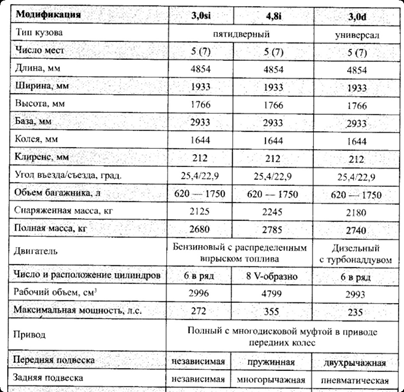 Модификация 3,0si 4,8i 3,0d
Тип кузова пятидверный универсал
Число мест 5 (7) 5 (7) 5 (7)
Длина, мм 4854 4854 4854
Ширина, мм 1933 1933 1933
Высота, мм 1766 1766 1766
База, мм 2933 2933 2933
Колея, мм 1644 1644 1644
Клиренс, мм 212 212 212
Угол въезда/съезда, град. 25,4/22,9 25,4/22,9 25,4/22,9
Объем багажника, л 620 — 1750 620 — 1750 620 — 1750
Снаряженная масса, кг 2125 2245 2180
Полная масса, кг 2680 2785 2740
Двигатель Бензиновый с распределенным впрыском топлива Дизельный с турбонаддувом
Число и расположение цилиндров 6 в ряд 8 V-образно 6 в ряд
Рабочий объем, см³ 2996 4799 2993
Максимальная мощность, л.с. 272 355 235
Привод Полный с многодисковой муфтой в приводе передних колес
Передняя подвеска независимая пружинная двухрычажная
Задняя подвеска независимая многорычажная пневматическая